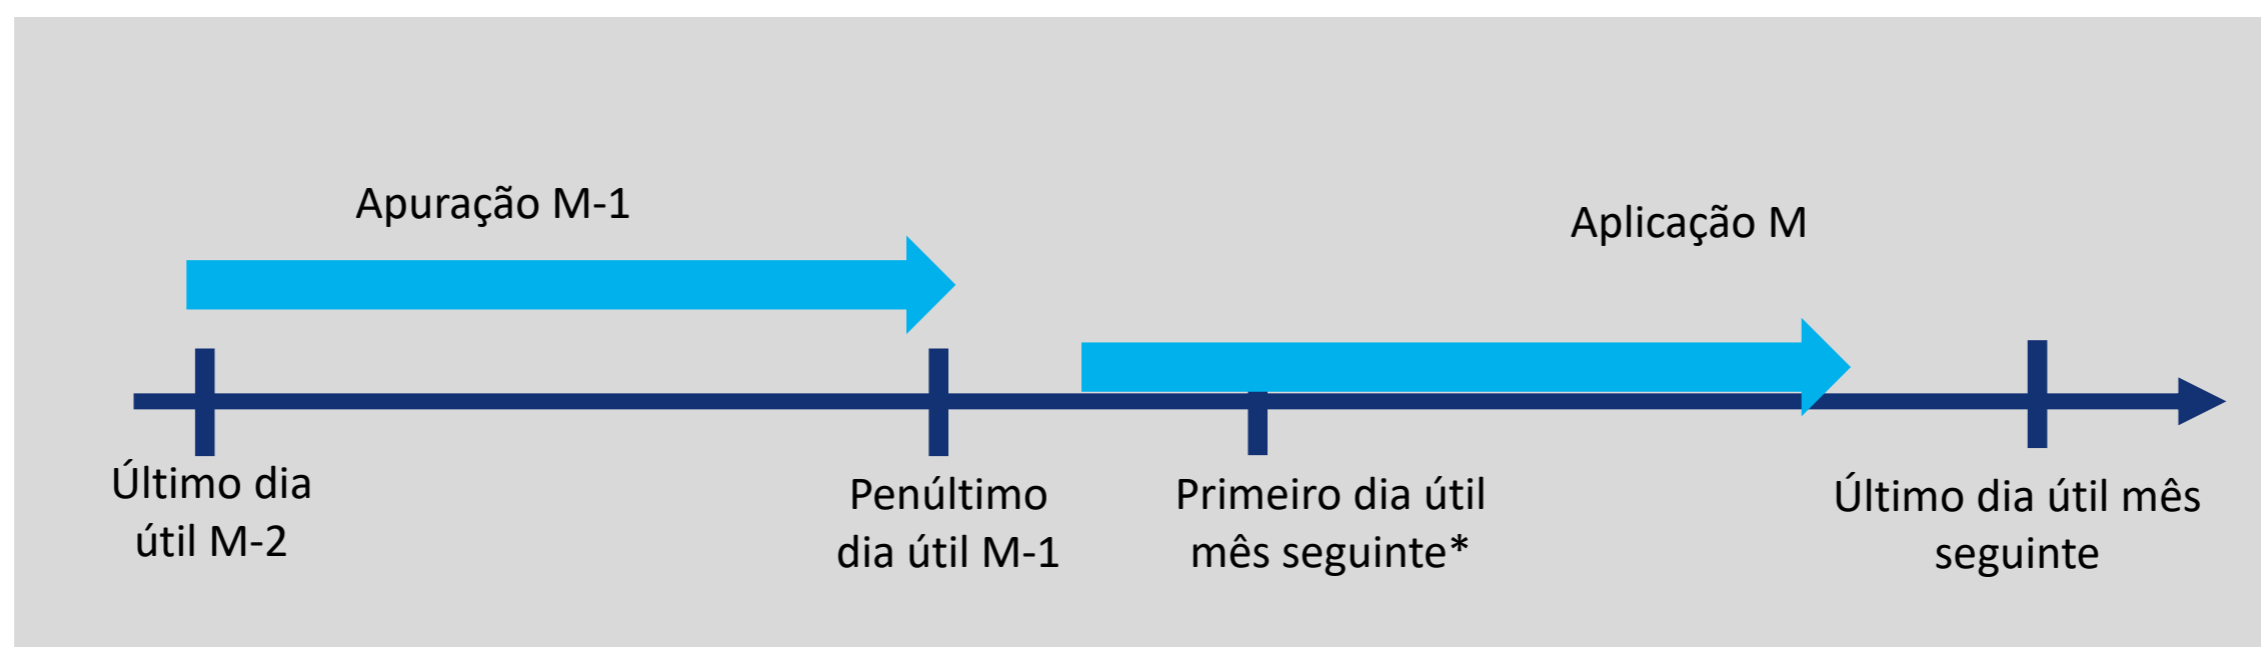 Apuração M-1
Aplicação M
Último dia
útil M-2
Penúltimo
dia útil M-1
Primeiro dia útil
mês seguinte*
Último dia útil mês
seguinte